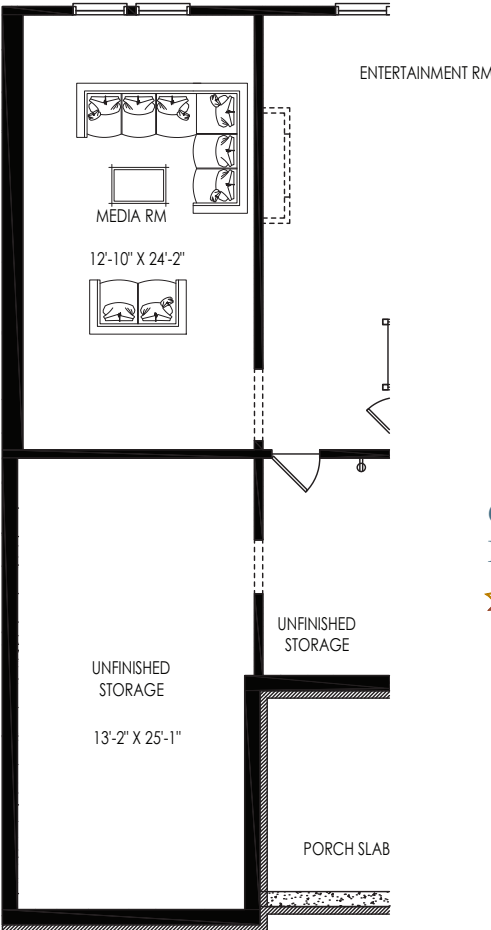 ENTERTAINMENT RM
MEDIA RM
12'-10" X 24'-2"
UNFINISHED
STORAGE
UNFINISHED
STORAGE
13'-2" X 25'-1"
PORCH SLAB